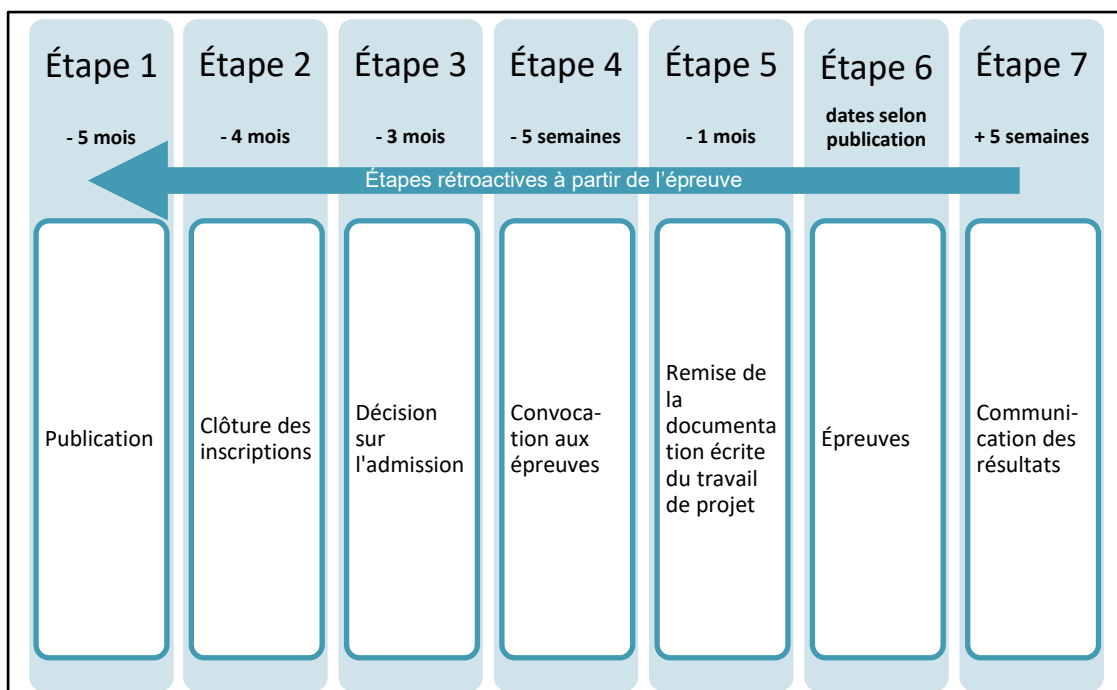 Étape 1
- 5 mois
Publication
Étape 2
- 4 mois
Clôture des
inscriptions
Étape 3
- 3 mois
Décision
sur
l'admission
Étape 4
- 5 semaines
Convoca-
tion aux
épreuves
Étape 5
- 1 mois
Remise de
la
documenta
tion écrite
du travail
de projet
Étape 6
dates selon
publication
Épreuves
Étape 7
+ 5 semaines
Communi-
cation des
résultats
Étapes rétroactives à partir de l’épreuve